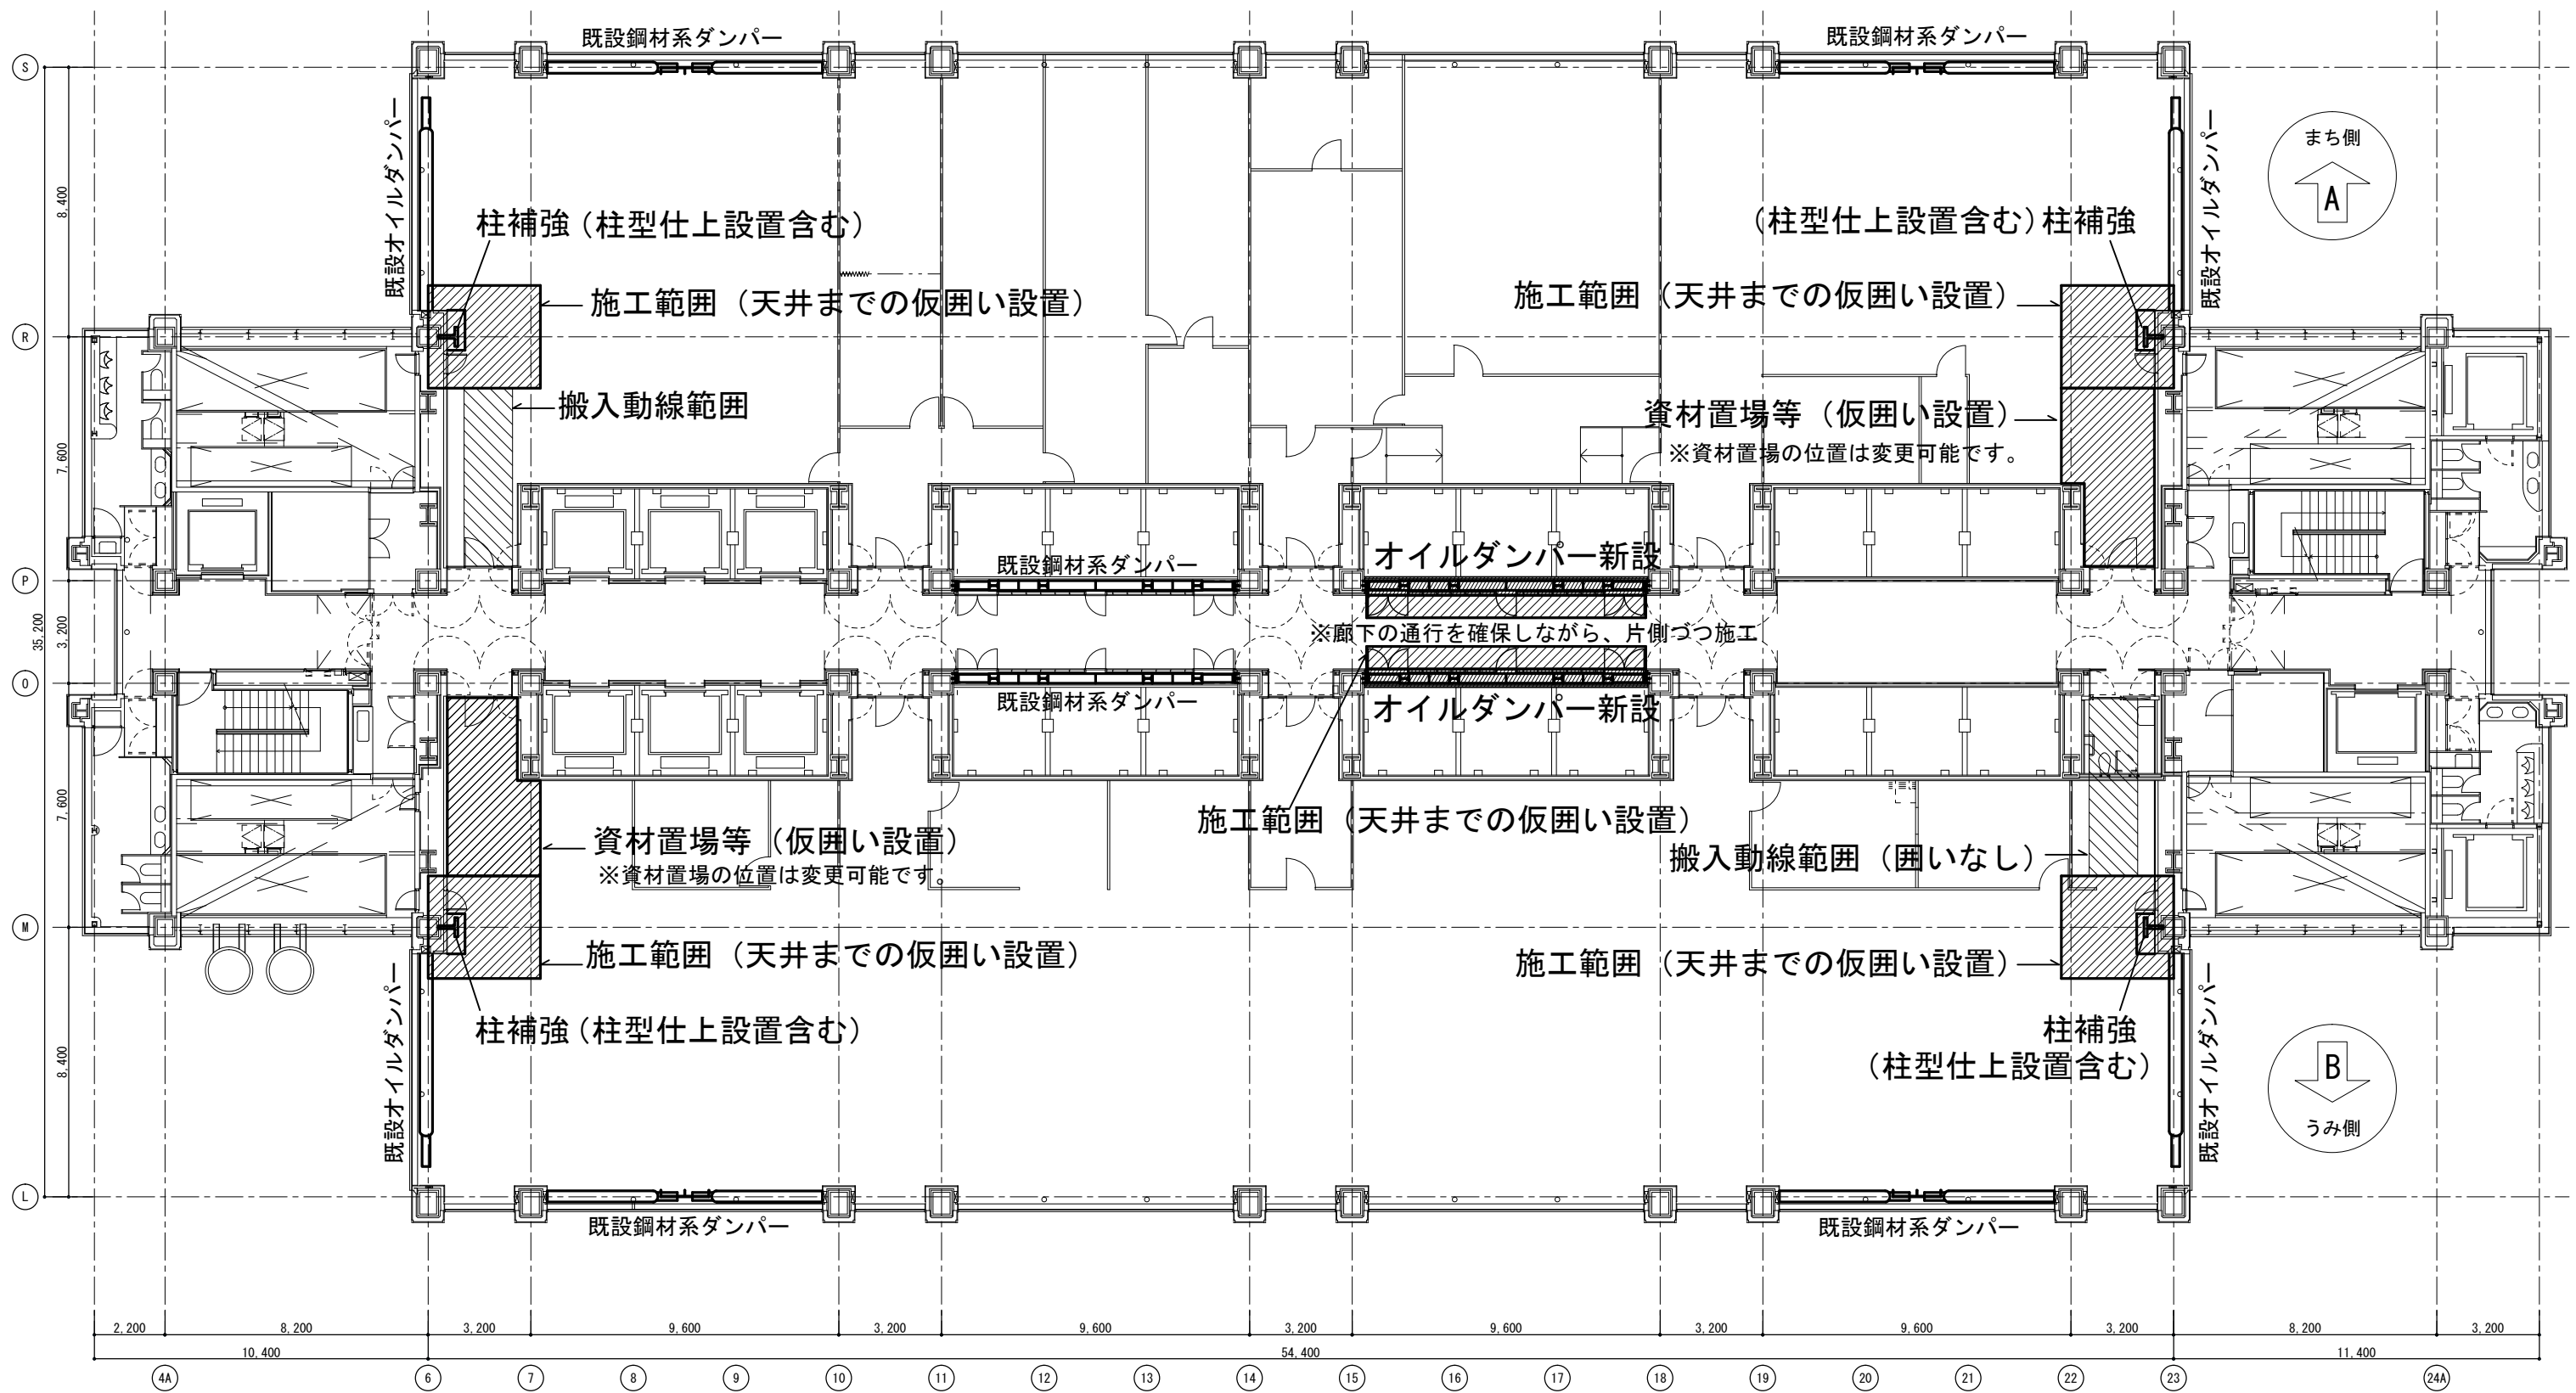 既設鋼材系ダンパー
既設鋼材系ダンパー
S
既設オイルダンパー
既設オイルダンパー
まち側
A
8,400
柱補強（柱型仕上設置含む）
（柱型仕上設置含む）柱補強
施工範囲（天井までの仮囲い設置）
施工範囲（天井までの仮囲い設置）
R
搬入動線範囲
資材置場等（仮囲い設置）
※資材置場の位置は変更可能です。
7,600
既設鋼材系ダンパー
オイルダンパー新設
P
35,200
3,200
※廊下の通行を確保しながら、片側づつ施工
O
既設鋼材系ダンパー
オイルダンパー新設
7,600
施工範囲（天井までの仮囲い設置）
資材置場等（仮囲い設置）
※資材置場の位置は変更可能です
搬入動線範囲（囲いなし）
M
施工範囲（天井までの仮囲い設置）
施工範囲（天井までの仮囲い設置）
柱補強（柱型仕上設置含む）
柱補強
（柱型仕上設置含む）
既設オイルダンパー
既設オイルダンパー
8,400
B
うみ側
L
既設鋼材系ダンパー
既設鋼材系ダンパー
2,200 8,200 3,200 9,600 3,200 9,600 3,200 9,600 3,200 9,600 3,200 8,200 3,200
10,400 54,400 11,400
4A 6 7 8 9 10 11 12 13 14 15 16 17 18 19 20 21 22 23 24A